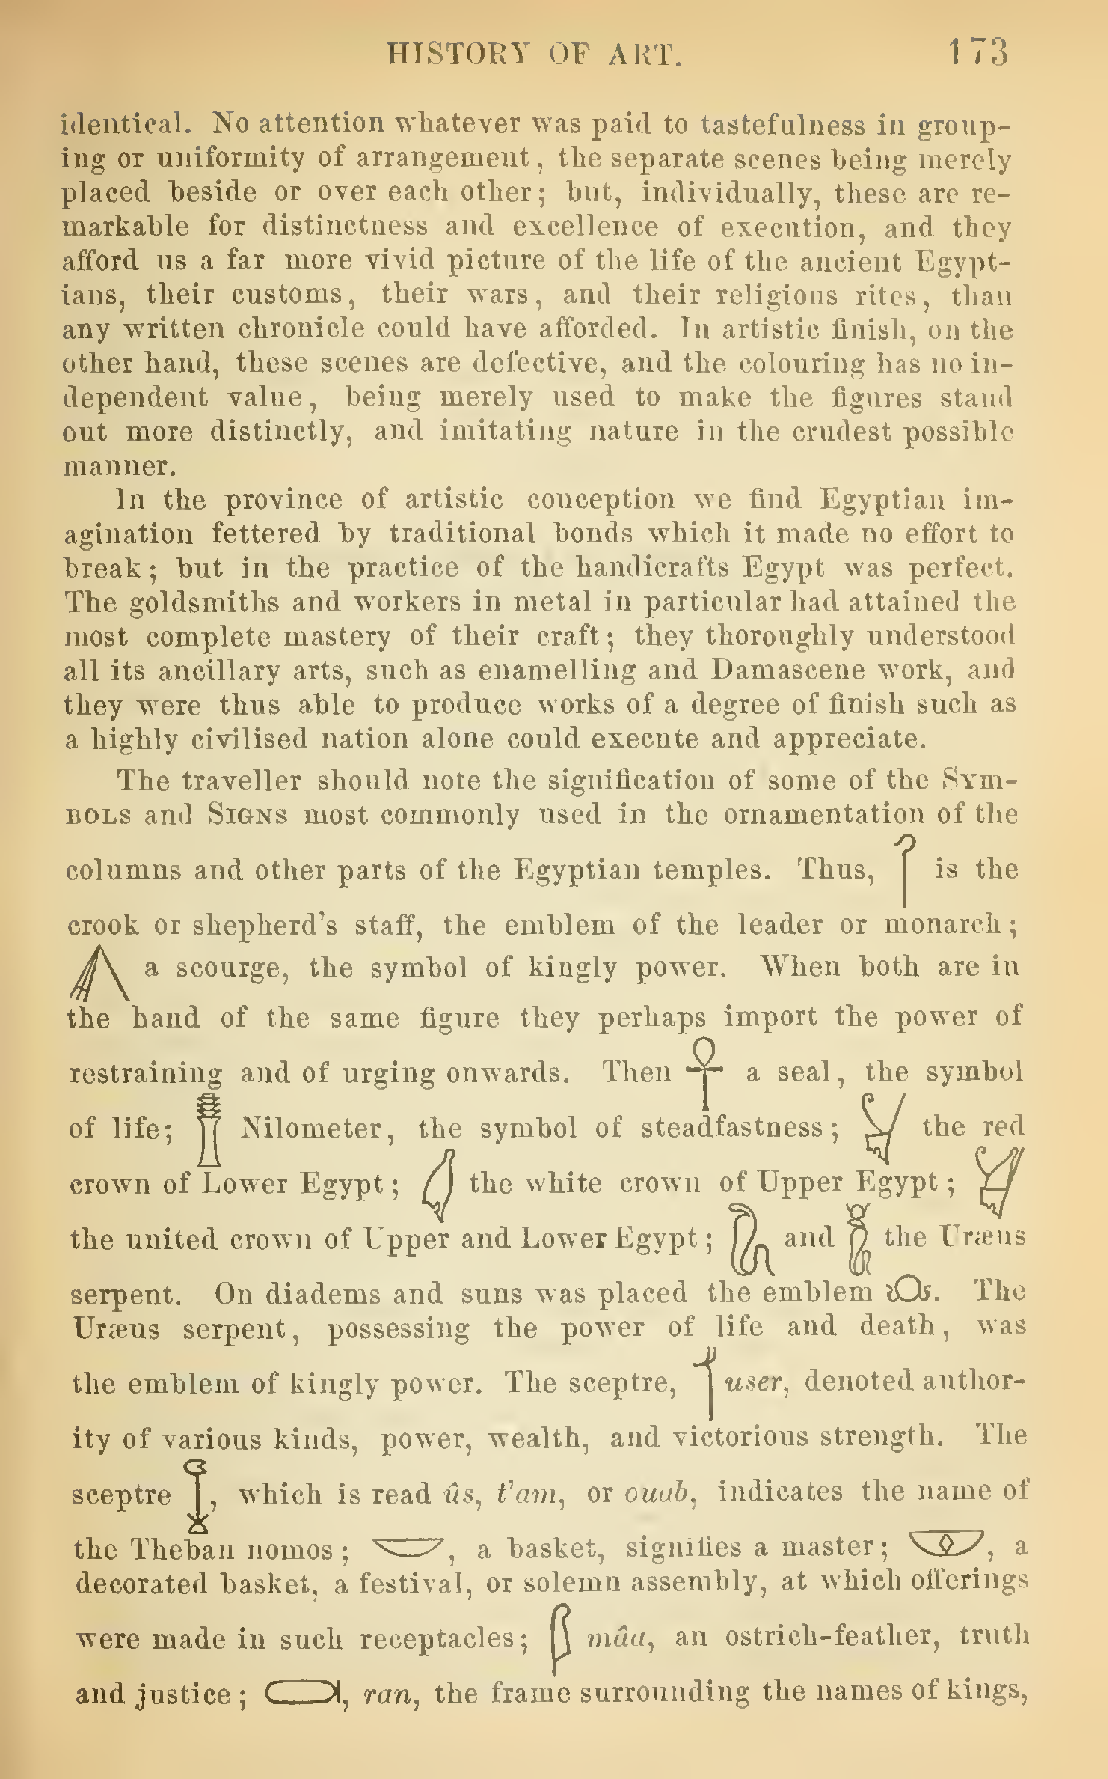 HISTORY OF ART. 173
identical. No attention whatever was paid to tastefulness in group-
ing or uniformity of arrangement, the separate scenes being merely
placed beside or over each other; but, individually, these are re-
markable for distinctness and excellence of execution, and they
afford us a far more vivid picture of the life of the ancient Egypt-
ians, their customs, their wars, and their religious rites, than
any written chronicle could have afforded. In artistic finish, on the
other hand, these scenes are defective, and the colouring has no in-
dependent value, being merely used to make the figures stand
out more distinctly, and imitating nature in the crudest possible
manner.
In the province of artistic conception we find Egyptian im-
agination fettered by traditional bonds which it made no effort to
break; but in the practice of the handicrafts Egypt was perfect.
The goldsmiths and workers in metal in particular had attained the
most complete mastery of their craft; they thoroughly understood
all its ancillary arts, such as enamelling and Damascene work, and
they were thus able to produce works of a degree of finish such as
a highly civilised nation alone could execute and appreciate.
The traveller should note the signification of some of the SYM-
BOLS and SIGNS most commonly used in the ornamentation of the
columns and other parts of the Egyptian temples. Thus, is the
crook or shepherd's staff, the emblem of the leader or monarch;
a scourge, the symbol of kingly power. When both are in
the hand of the same figure they perhaps import the power of
restraining and of urging onwards. Then a seal, the symbol
of life; Nilometer, the symbol of steadfastness; the red
crown of Lower Egypt; the white crown of Upper Egypt;
the united crown of Upper and Lower Egypt; and the Uræus
serpent. On diadems and suns was placed the emblem . The
Uræus serpent, possessing the power of life and death, was
the emblem of kingly power. The sceptre, user, denoted author-
ity of various kinds, power, wealth, and victorious strength. The
sceptre , which is read ûs, t'am, or ouab, indicates the name of
the Theban nomos; , a basket, signifies a master; , a
decorated basket, a festival, or solemn assembly, at which offerings
were made in such receptacles; mâa, an ostrich-feather, truth
and justice; , ran, the frame surrounding the names of kings,